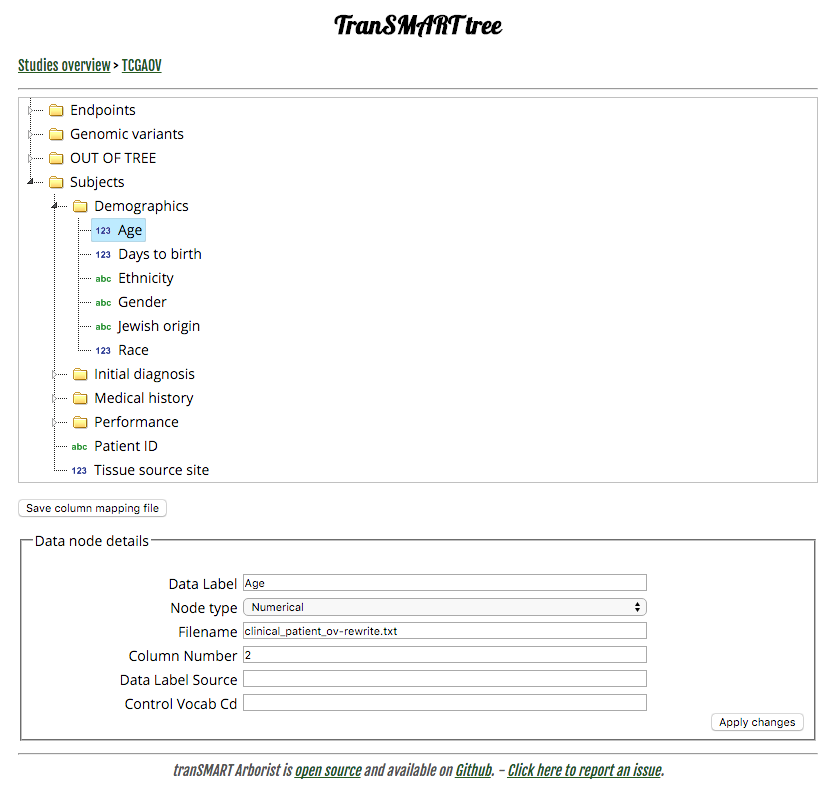 TranSMART tree
Studies overview > TCGAOV
Endpoints
Genomic variants
OUT OF TREE
Subjects
Demographics
123 Age
123 Days to birth
abc Ethnicity
abc Gender
abc Jewish origin
123 Race
Initial diagnosis
Medical history
Performance
abc Patient ID
123 Tissue source site
Save column mapping file
Data node details
Data Label Age
Node type Numerical
Filename clinical_patient_ov-rewrite.txt
Column Number 2
Data Label Source
Control Vocab Cd
Apply changes
tranSMART Arborist is open source and available on Github. - Click here to report an issue.